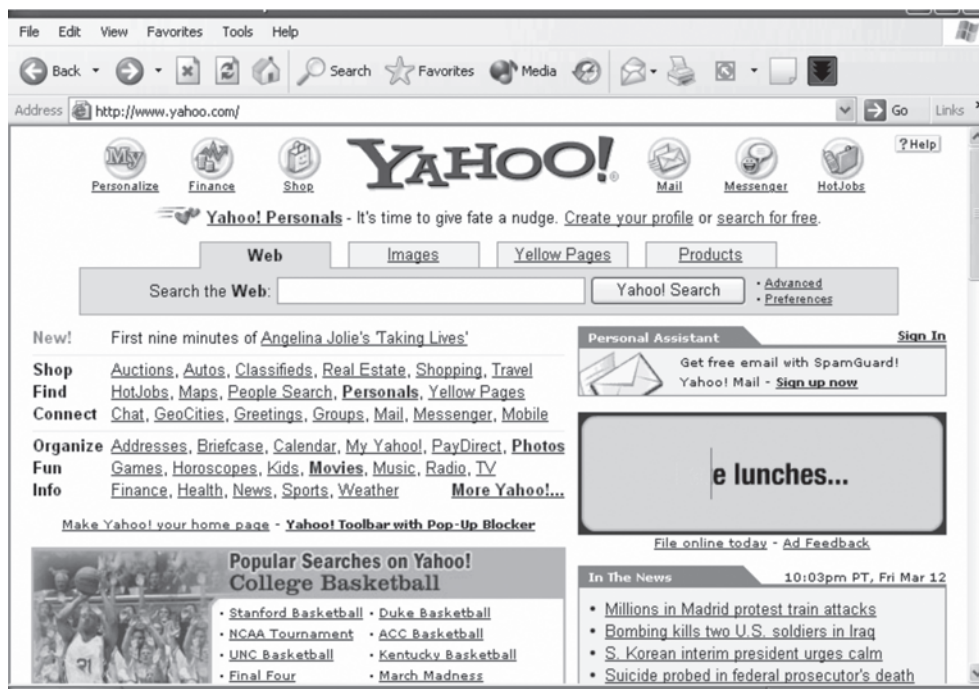 File Edit View Favorites Tools Help
Back Search Favorites Media
Address http://www.yahoo.com/ Go Links
My YAHOO! ®
? Help
Personalize Finance Shop Mail Messenger HotJobs
Yahoo! Personals - It's time to give fate a nudge. Create your profile or search for free.
Web Images Yellow Pages Products
Search the Web: Yahoo! Search · Advanced
· Preferences
New! First nine minutes of Angelina Jolie's 'Taking Lives'
Shop Auctions, Autos, Classifieds, Real Estate, Shopping, Travel
Find HotJobs, Maps, People Search, Personals, Yellow Pages
Connect Chat, GeoCities, Greetings, Groups, Mail, Messenger, Mobile
Organize Addresses, Briefcase, Calendar, My Yahoo!, PayDirect, Photos
Fun Games, Horoscopes, Kids, Movies, Music, Radio, TV
Info Finance, Health, News, Sports, Weather More Yahoo!...
Make Yahoo! your home page - Yahoo! Toolbar with Pop-Up Blocker
Popular Searches on Yahoo!
College Basketball
· Stanford Basketball · Duke Basketball
· NCAA Tournament · ACC Basketball
· UNC Basketball · Kentucky Basketball
· Final Four · March Madness
21
Personal Assistant Sign In
Get free email with SpamGuard!
Yahoo! Mail - Sign up now
e lunches...
File online today - Ad Feedback
In The News 10:03pm PT, Fri Mar 12
• Millions in Madrid protest train attacks
• Bombing kills two U.S. soldiers in Iraq
• S. Korean interim president urges calm
• Suicide probed in federal prosecutor's death